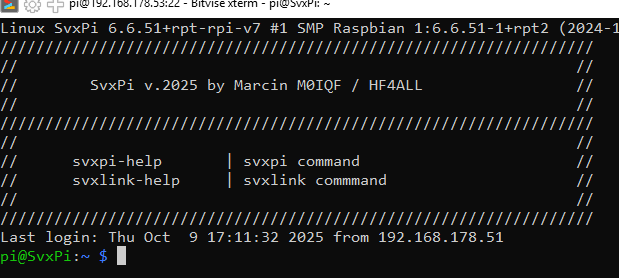 pi@192.168.178.53:22 - Bitvise xterm - pi@SvxPi: ~
Linux SvxPi 6.6.51+rpt-rpi-v7 #1 SMP Raspbian 1:6.6.51-1+rpt2 (2024-1
//////////////////////////////////////////////////////////////////
// //
// SvxPi v.2025 by Marcin M0IQF / HF4ALL //
// //
//////////////////////////////////////////////////////////////////
// //
// svxpi-help | svxpi command //
// svxlink-help | svxlink commmand //
// //
//////////////////////////////////////////////////////////////////
Last login: Thu Oct  9 17:11:32 2025 from 192.168.178.51
pi@SvxPi:~ $